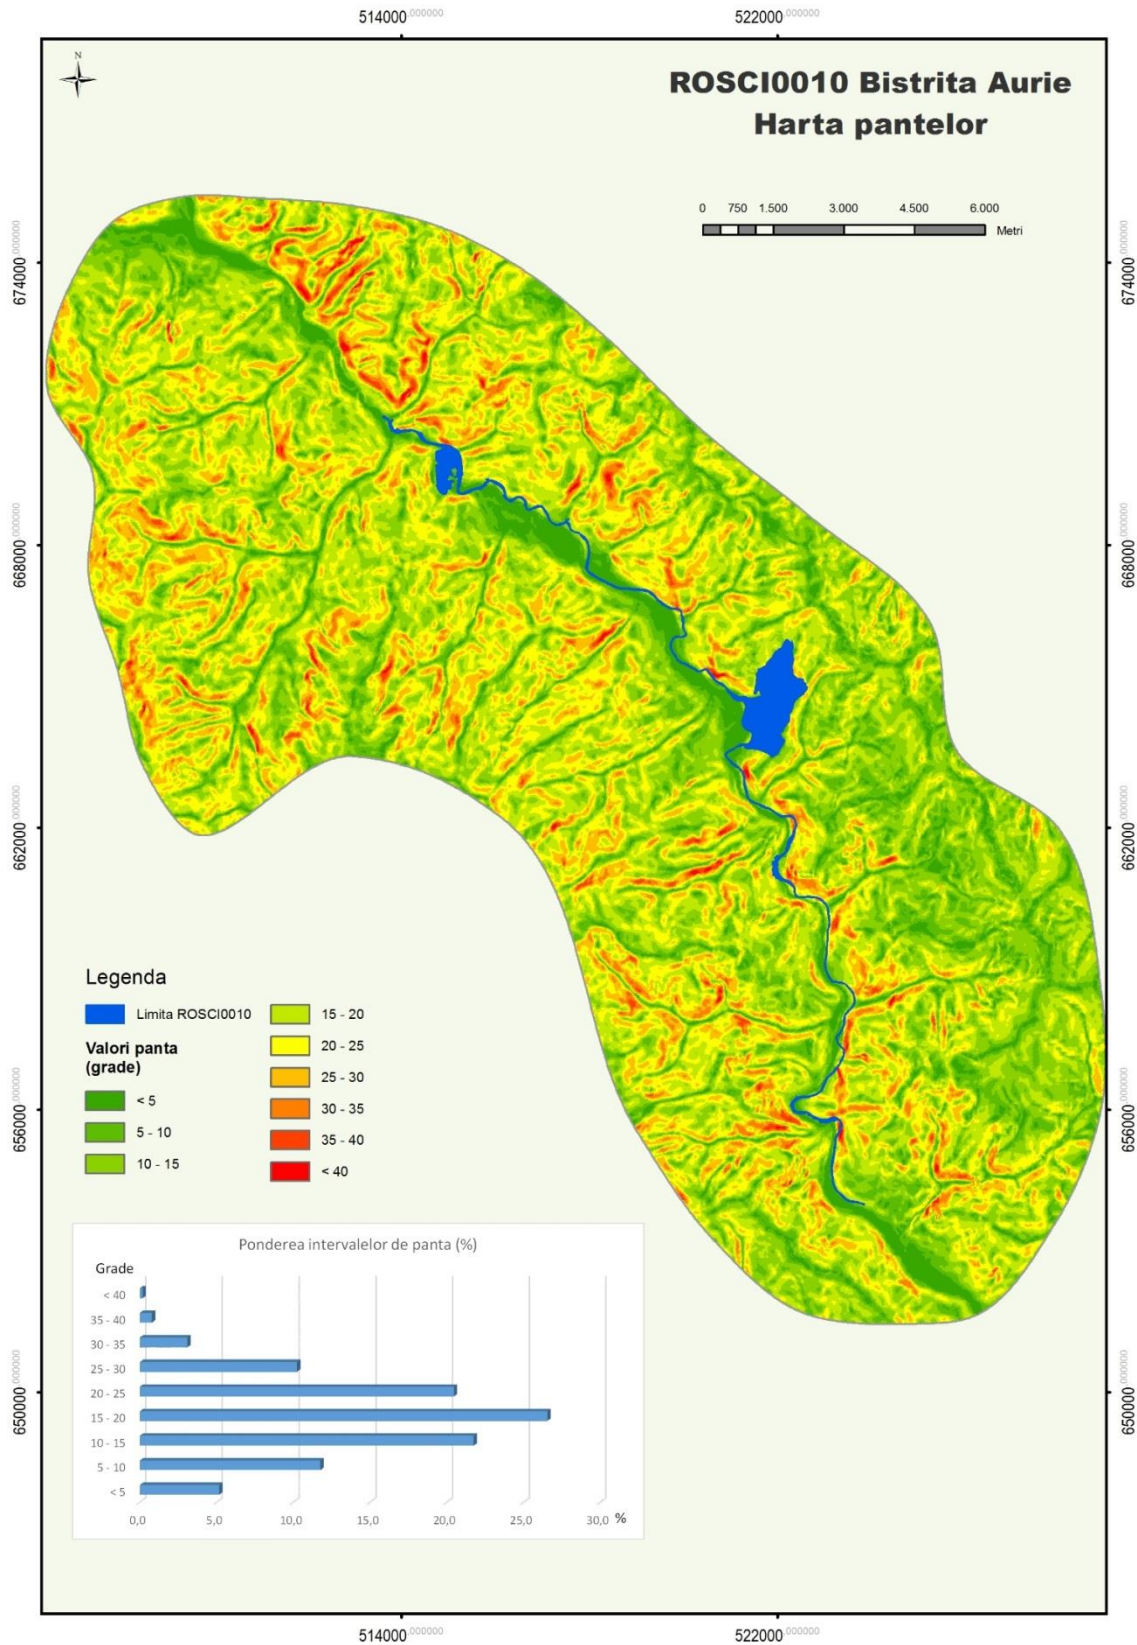 514000,000000
522000,000000
N
ROSCI0010 Bistrita Aurie
Harta pantelor
0 750 1.500 3.000 4.500 6.000
Metri
674000,000000
674000,000000
668000,000000
668000,000000
662000,000000
662000,000000
656000,000000
656000,000000
650000,000000
650000,000000
Legenda
Limita ROSCI0010
Valori panta
(grade)
< 5
5 - 10
10 - 15
15 - 20
20 - 25
25 - 30
30 - 35
35 - 40
< 40
Ponderea intervalelor de panta (%)
Grade
< 40
35 - 40
30 - 35
25 - 30
20 - 25
15 - 20
10 - 15
5 - 10
< 5
0,0 5,0 10,0 15,0 20,0 25,0 30,0 %
514000,000000
522000,000000